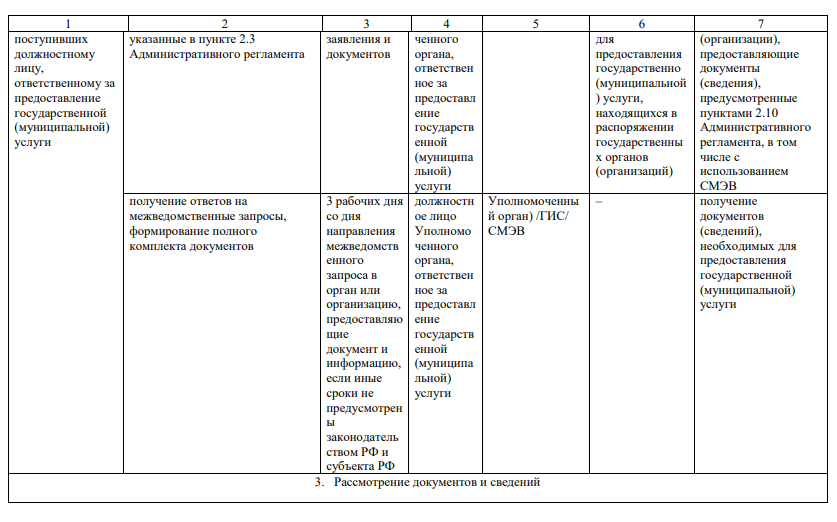 1
2
3
4
5
6
7
поступивших
должностному
лицу,
ответственному за
предоставление
государственной
(муниципальной)
услуги
указанные в пункте 2.3
Административного регламента
заявления и
документов
ченного
органа,
ответствен
ное за
предоставл
ение
государств
енной
(муниципа
льной)
услуги
для
предоставления
государственно
(муниципальной
) услуги,
находящихся в
распоряжении
государственны
х органов
(организаций)
(организации),
предоставляющие
документы
(сведения),
предусмотренные
пунктами 2.10
Административного
регламента, в том
числе с
использованием
СМЭВ
получение ответов на
межведомственные запросы,
формирование полного
комплекта документов
3 рабочих дня
со дня
направления
межведомств
енного
запроса в
орган или
организацию,
предоставляю
щие
документ и
информацию,
если иные
сроки не
предусмотрен
ы
законодатель
ством РФ и
субъекта РФ
должностн
ое лицо
Уполномо
ченного
органа,
ответствен
ное за
предоставл
ение
государств
енной
(муниципа
льной)
услуги
Уполномоченны
й орган) /ГИС/
СМЭВ
–
получение
документов
(сведений),
необходимых для
предоставления
государственной
(муниципальной)
услуги
3. Рассмотрение документов и сведений